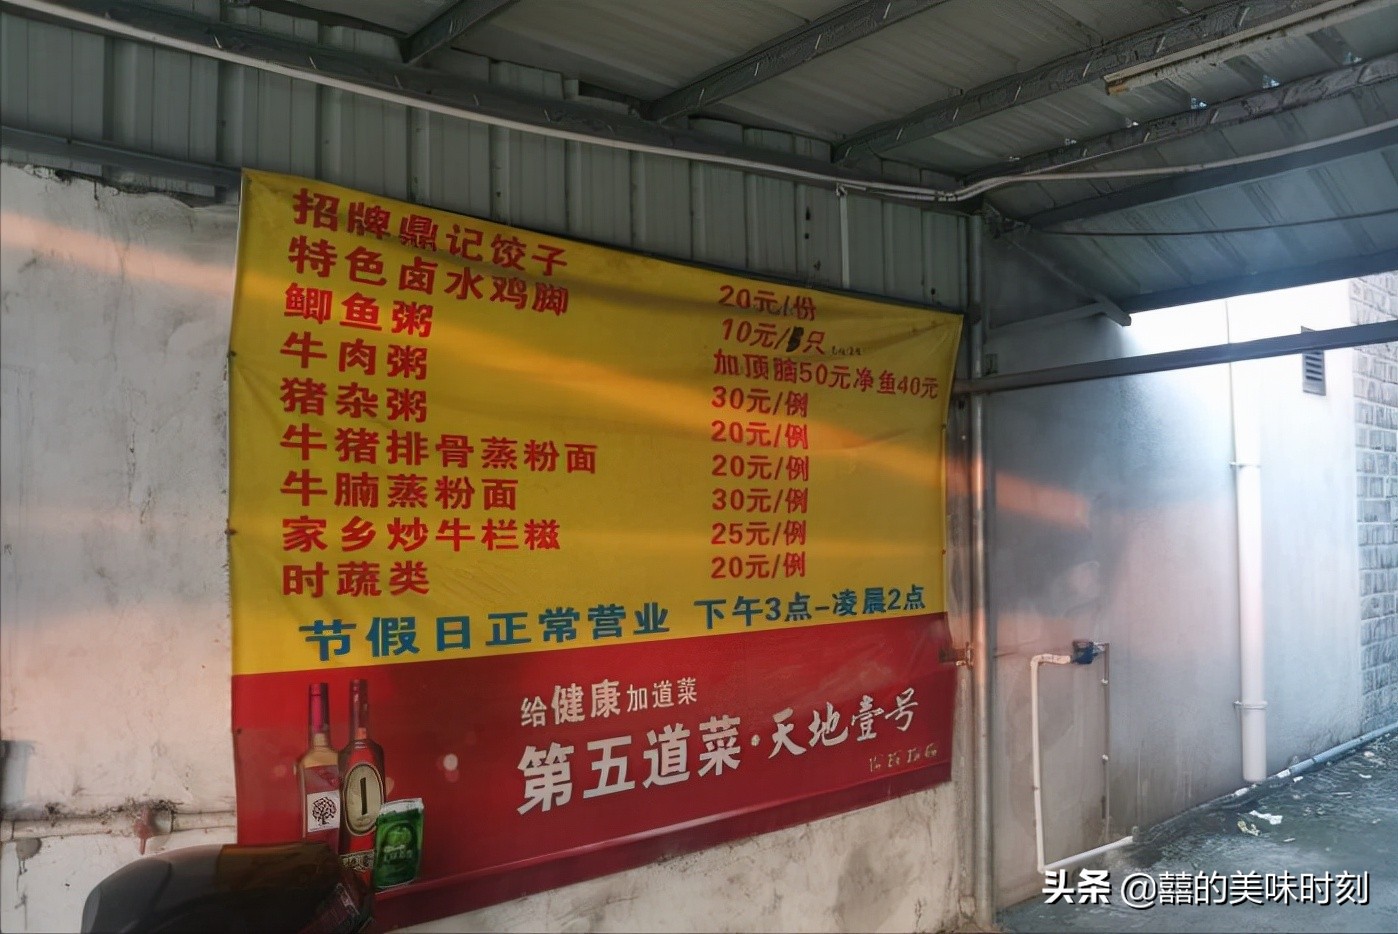 招牌鼎记饺子 20元/份
特色卤水鸡脚 10元/3只
鲫鱼粥 加顶腩50元净鱼40元
牛肉粥 30元/例
猪杂粥 20元/例
牛猪排骨蒸粉面 20元/例
牛腩蒸粉面 30元/例
家乡炒牛栏糍 25元/例
时蔬类 20元/例
节假日正常营业 下午3点-凌晨2点
给健康加道菜
第五道菜·天地壹号
头条 @囍的美味时刻